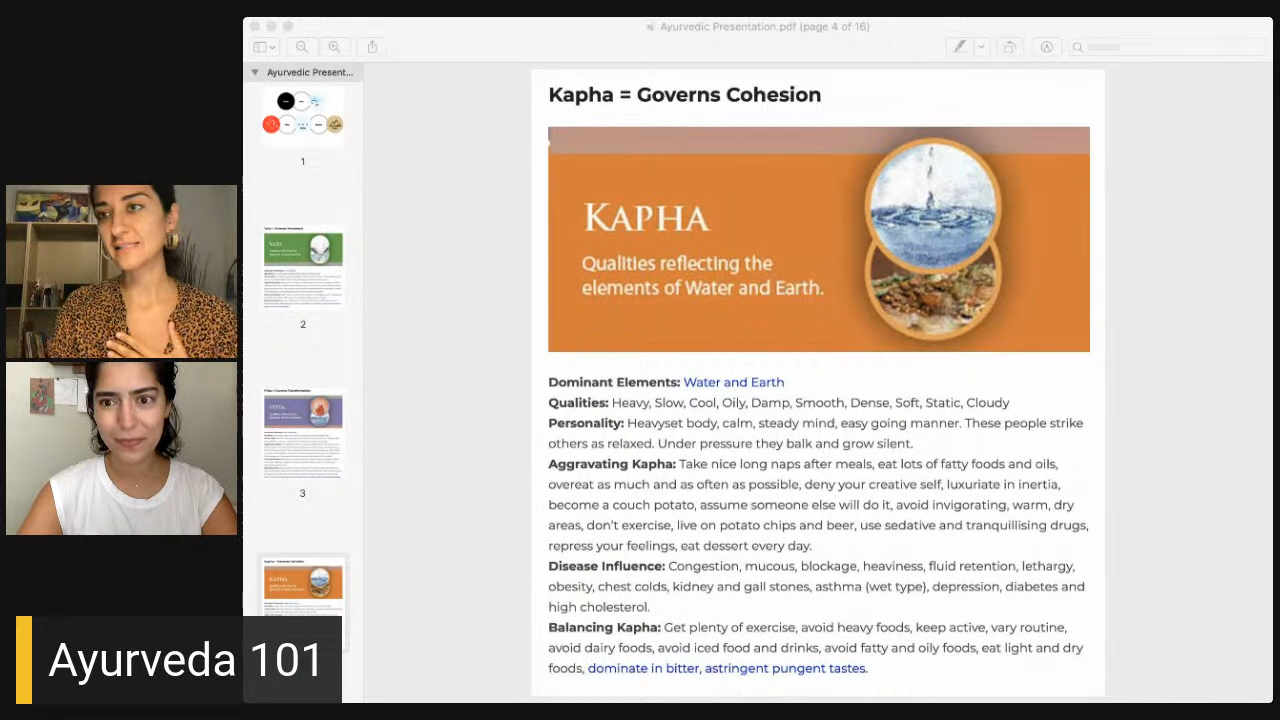 Ayurvedic Presentation.pdf (page 4 of 16)
Ayurvedic Present...
1
2
3
Kapha = Governs Cohesion
KAPHA
Qualities reflecting the
elements of Water and Earth.
Dominant Elements: Water and Earth
Qualities: Heavy, Slow, Cool, Oily, Damp, Smooth, Dense, Soft, Static, Cloudy
Personality: Heavyset body, calm steady mind, easy going manner. These people strike
others as relaxed. Under pressure they balk and grow silent.
Aggravating Kapha: Take long naps after meals, eat lots of fatty foods and oils,
overeat as much and as often as possible, deny your creative self, luxuriate in inertia,
become a couch potato, assume someone else will do it, avoid invigorating, warm, dry
areas, don't exercise, live on potato chips and beer, use sedative and tranquillising drugs,
repress your feelings, eat dessert every day.
Disease Influence: Congestion, mucous, blockage, heaviness, fluid retention, lethargy,
obesity, chest colds, kidney and gall stones, asthma (wet type), depression, diabetes and
high cholesterol.
Balancing Kapha: Get plenty of exercise, avoid heavy foods, keep active, vary routine,
avoid dairy foods, avoid iced food and drinks, avoid fatty and oily foods, eat light and dry
foods, dominate in bitter, astringent pungent tastes.
Ayurveda 101